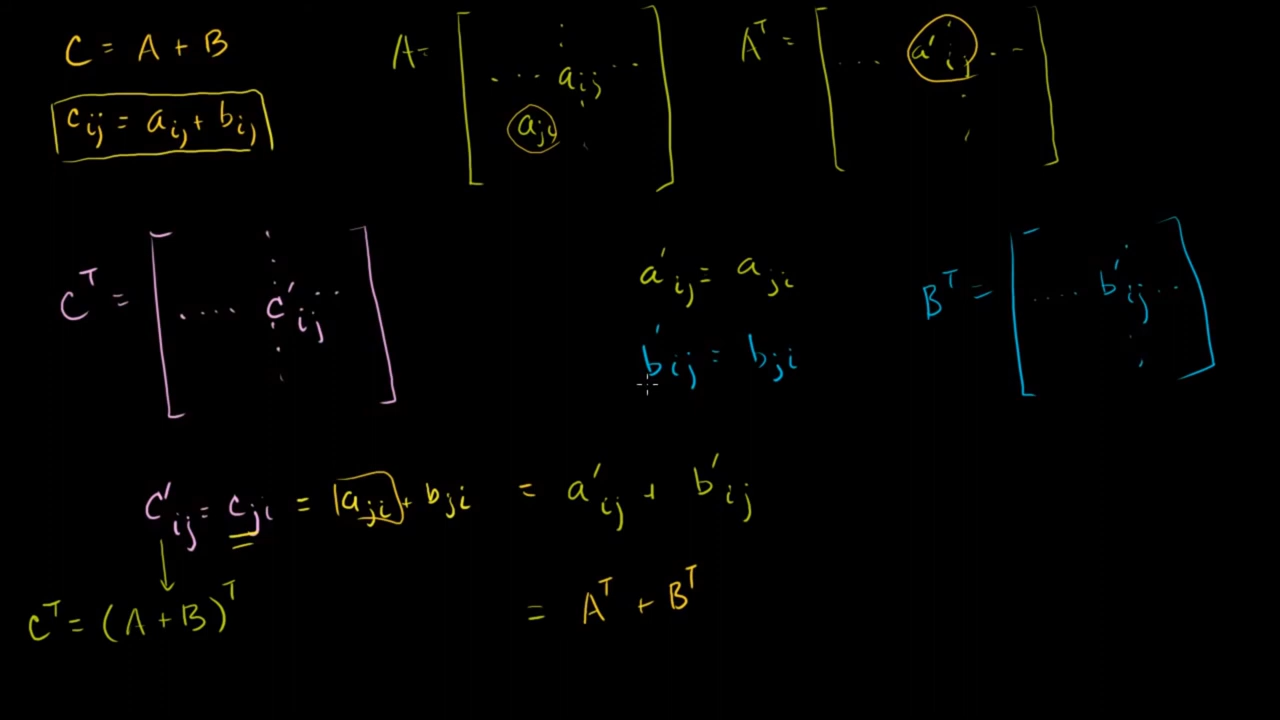 C = A + B
c_ij = a_ij + b_ij
A = [ ... a_ij ... a_ji ]
A^T = [ ... a'_ij ... ]
C^T = [ .... c'_ij ... ]
a'_ij = a_ji
b'_ij = b_ji
B^T = [ .... b'_ij ... ]
c'_ij = c_ji = a_ji + b_ji = a'_ij + b'_ij
C^T = (A + B)^T = A^T + B^T